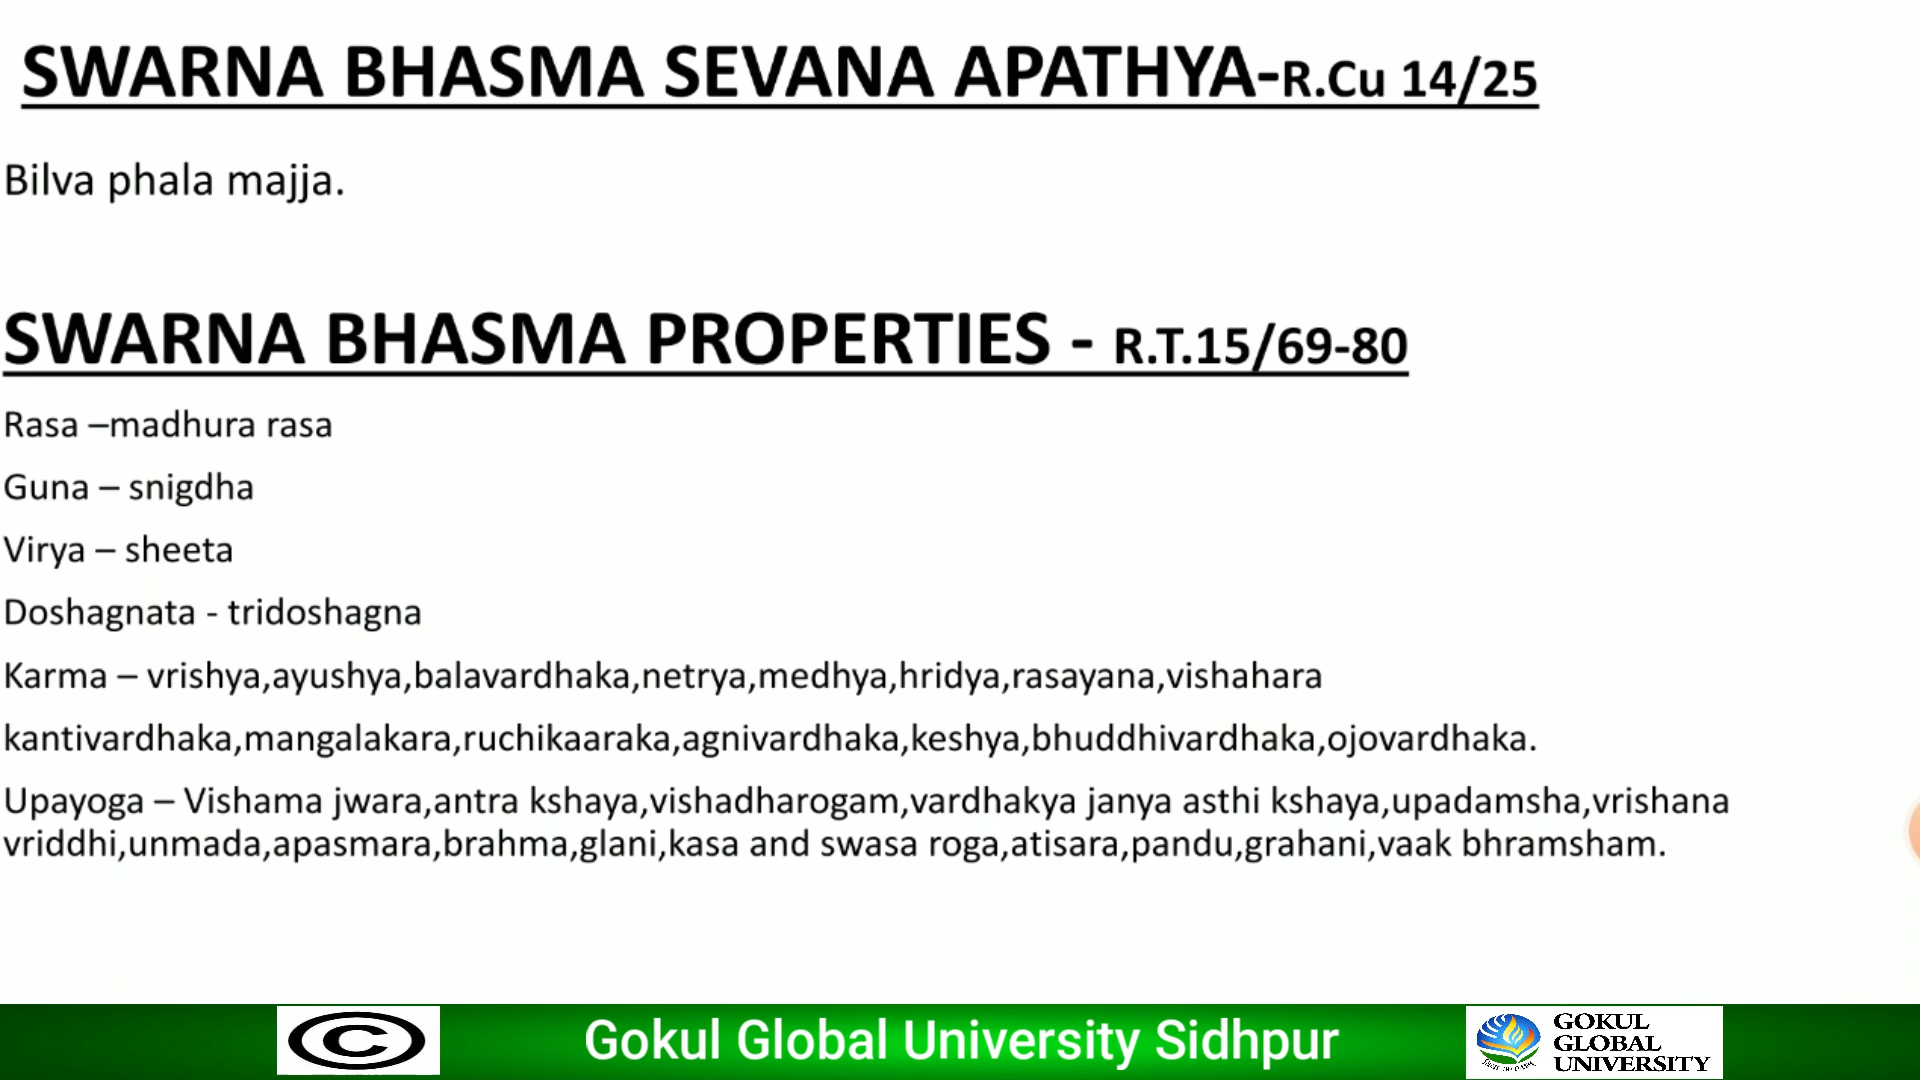 SWARNA BHASMA SEVANA APATHYA-R.Cu 14/25
Bilva phala majja.
SWARNA BHASMA PROPERTIES - R.T.15/69-80
Rasa –madhura rasa
Guna – snigdha
Virya – sheeta
Doshagnata - tridoshagna
Karma – vrishya,ayushya,balavardhaka,netrya,medhya,hridya,rasayana,vishahara
kantivardhaka,mangalakara,ruchikaaraka,agnivardhaka,keshya,bhuddhivardhaka,ojovardhaka.
Upayoga – Vishama jwara,antra kshaya,vishadharogam,vardhakya janya asthi kshaya,upadamsha,vrishana
vriddhi,unmada,apasmara,brahma,glani,kasa and swasa roga,atisara,pandu,grahani,vaak bhramsham.
C
Gokul Global University Sidhpur
GOKUL
GLOBAL
UNIVERSITY